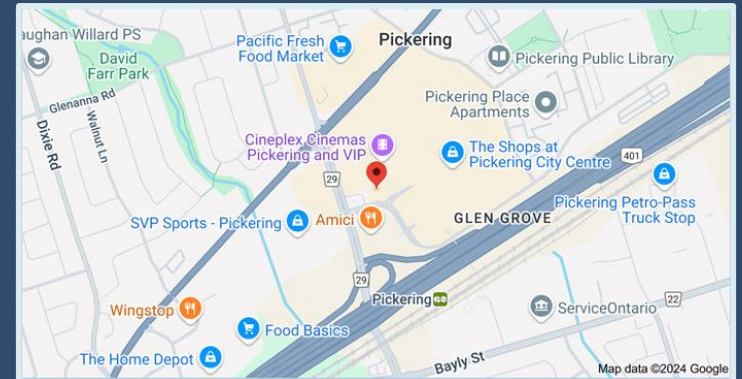 aughan Willard PS
David
Farr Park
Glenanna Rd
Dixie Rd
Walnut Ln
Pacific Fresh
Food Market
Pickering
Pickering Public Library
Pickering Place
Apartments
Cineplex Cinemas
Pickering and VIP
The Shops at
Pickering City Centre
401
29
Pickering Petro-Pass
Truck Stop
SVP Sports - Pickering
Amici
GLEN GROVE
29
Pickering
GO
Wingstop
ServiceOntario
22
Food Basics
The Home Depot
Bayly St
Map data ©2024 Google